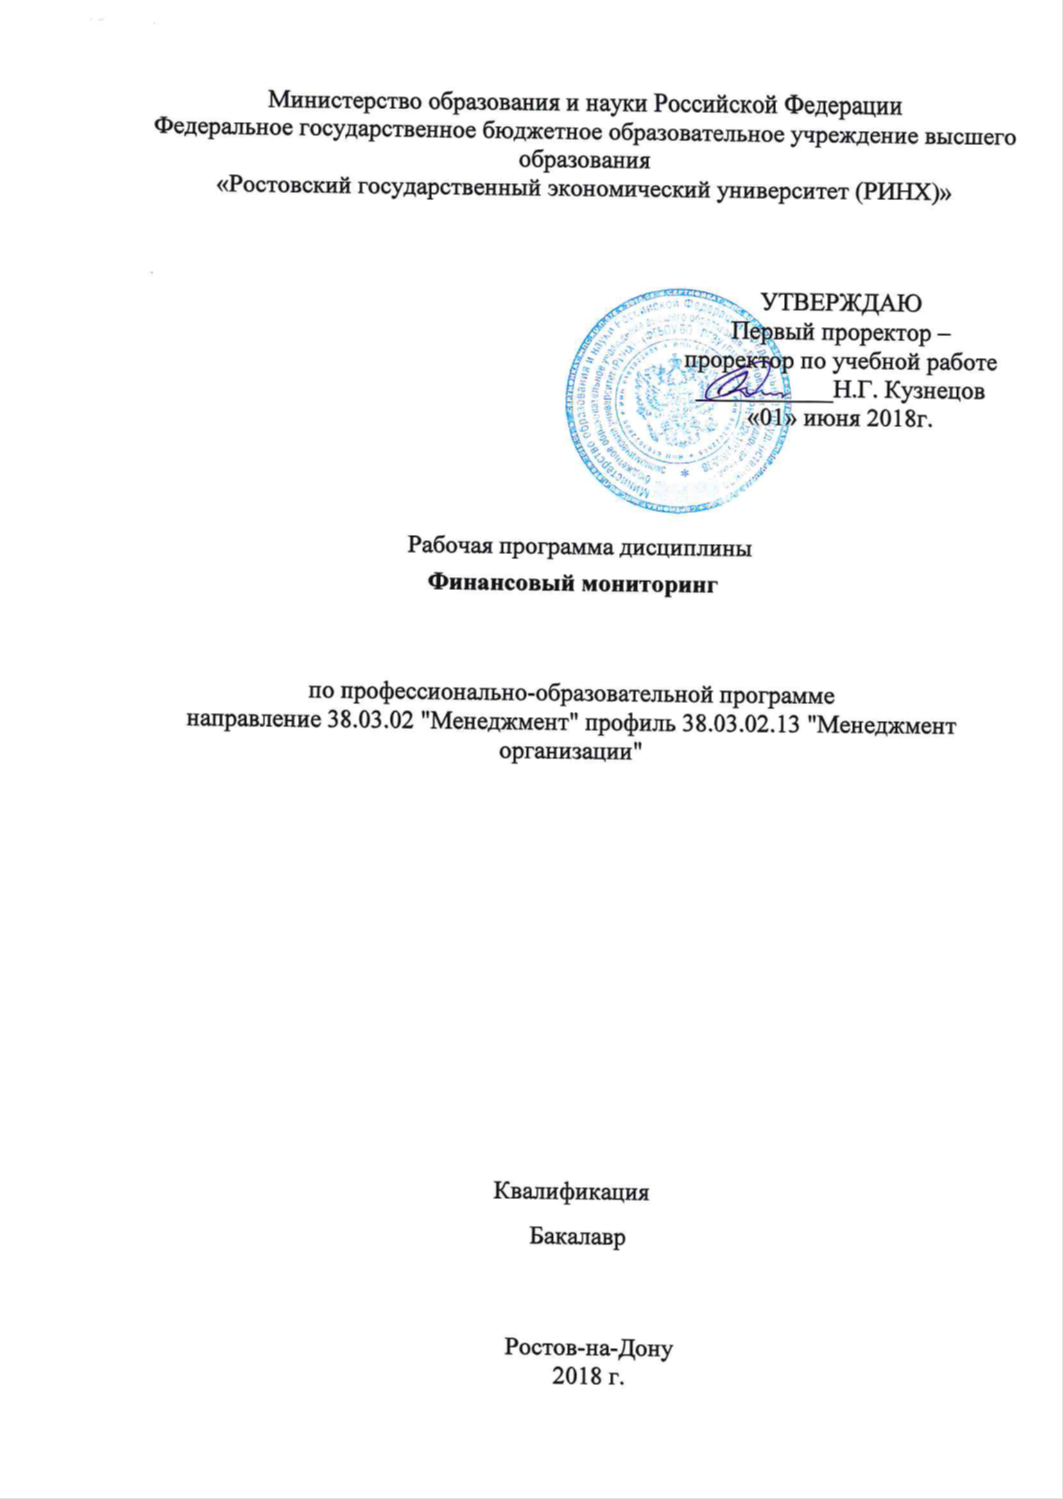 Министерство образования и науки Российской Федерации
Федеральное государственное бюджетное образовательное учреждение высшего
образования
«Ростовский государственный экономический университет (РИНХ)»
УТВЕРЖДАЮ
Первый проректор –
проректор по учебной работе
Н.Г. Кузнецов
«01» июня 2018г.
Рабочая программа дисциплины
Финансовый мониторинг
по профессионально-образовательной программе
направление 38.03.02 "Менеджмент" профиль 38.03.02.13 "Менеджмент
организации"
Квалификация
Бакалавр
Ростов-на-Дону
2018 г.